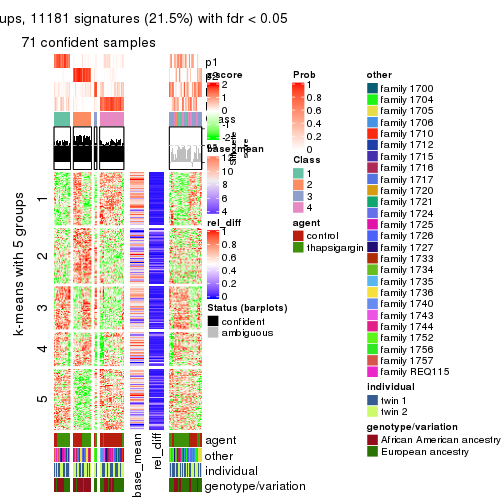 ups, 11181 signatures (21.5%) with fdr < 0.05
71 confident samples
p1
z-score
2
1
0
-1
-2
Class
base_mean
12
10
8
6
4
rel_diff
1
0.8
0.6
0.4
0.2
0
Status (barplots)
confident
ambiguous
Prob
1
0.8
0.6
0.4
0.2
0
Class
1
2
3
4
agent
control
thapsigargin
other
family 1700
family 1704
family 1705
family 1706
family 1710
family 1712
family 1715
family 1716
family 1717
family 1720
family 1721
family 1724
family 1725
family 1726
family 1727
family 1733
family 1734
family 1735
family 1736
family 1740
family 1743
family 1744
family 1752
family 1756
family 1757
family REQ115
individual
twin 1
twin 2
genotype/variation
African American ancestry
European ancestry
k-means with 5 groups
1
2
3
4
5
agent
other
individual
genotype/variation
base_mean
rel_diff
score